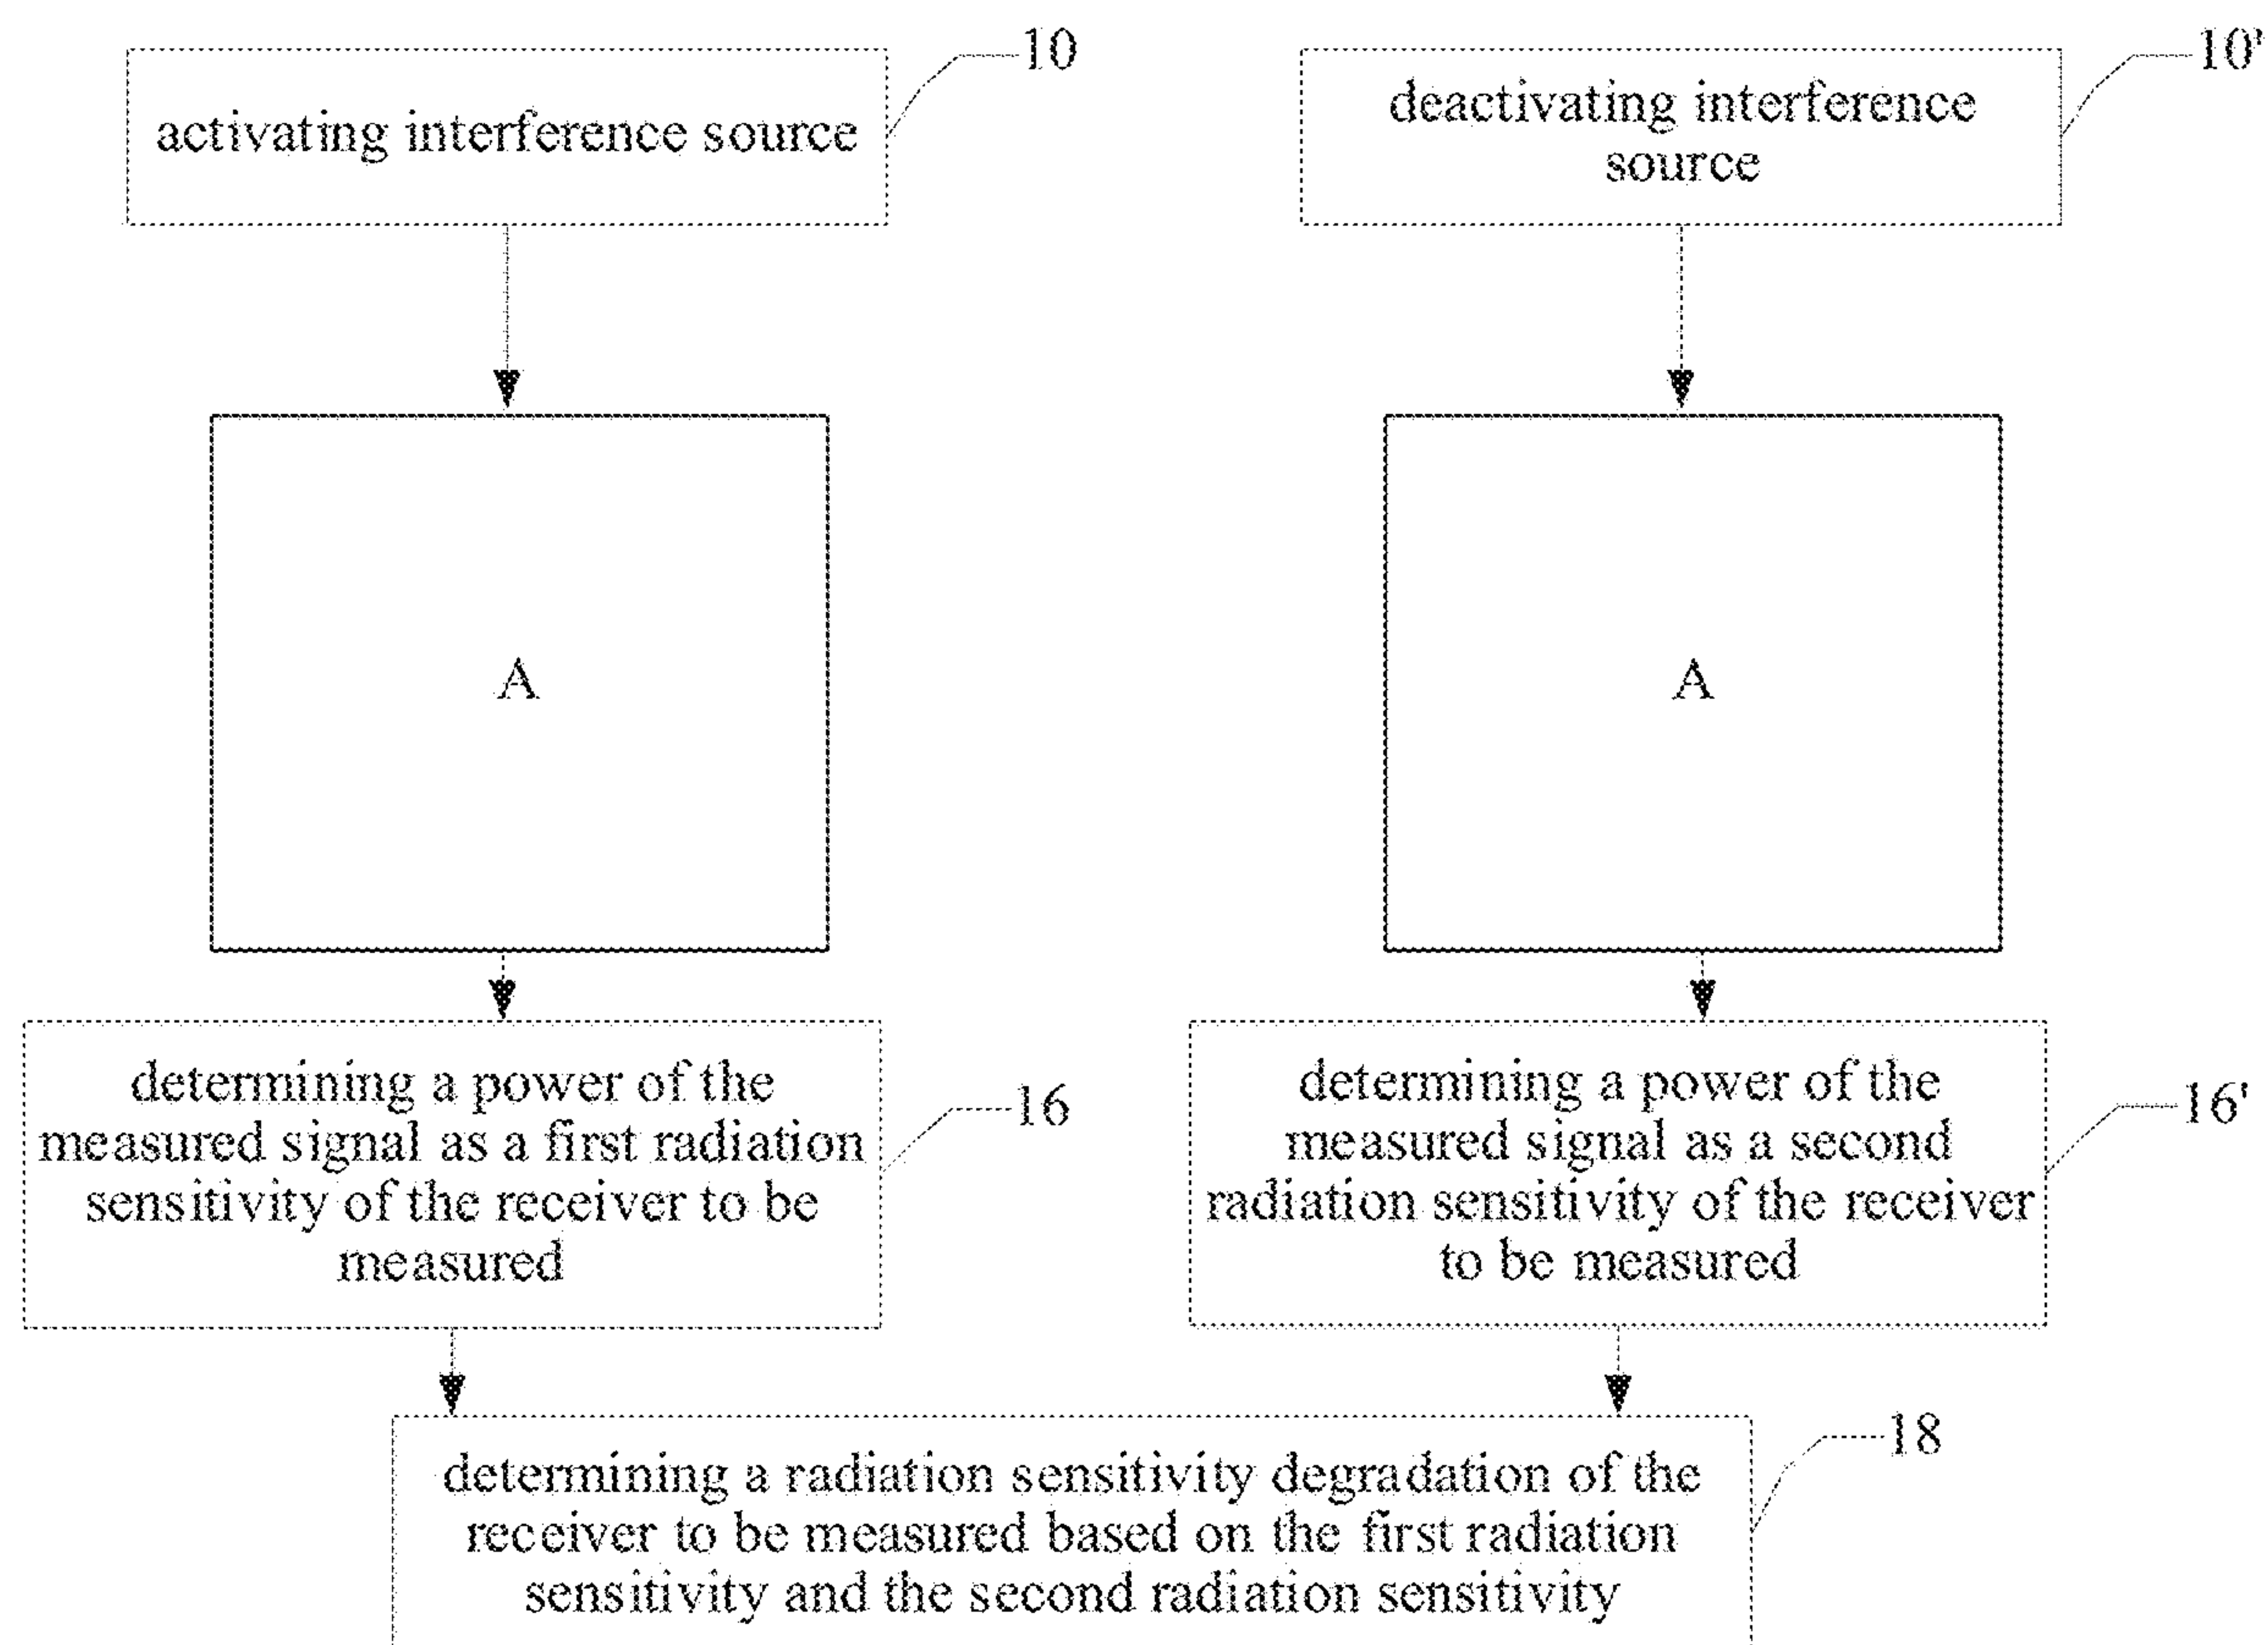 activating interference source
10
deactivating interference
source
10'
A
A
determining a power of the
measured signal as a first radiation
sensitivity of the receiver to be
measured
16
determining a power of the
measured signal as a second
radiation sensitivity of the receiver
to be measured
16'
determining a radiation sensitivity degradation of the
receiver to be measured based on the first radiation
sensitivity and the second radiation sensitivity
18